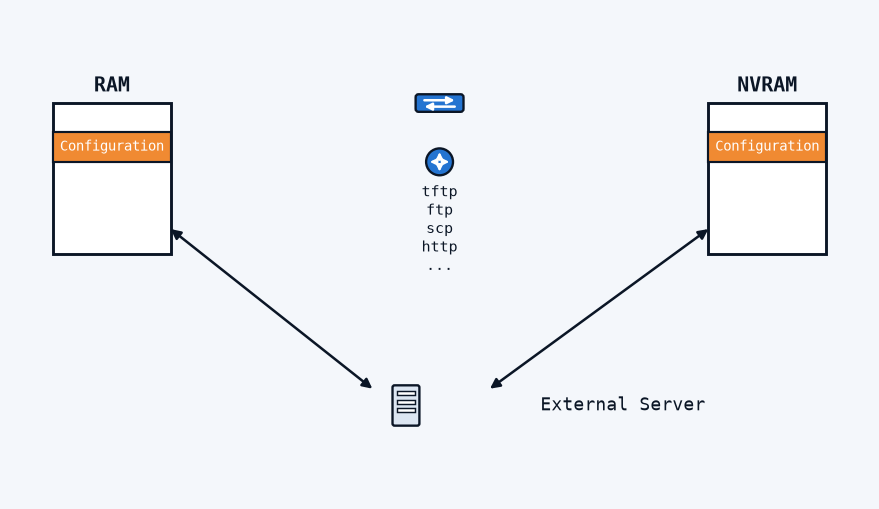 RAM
NVRAM
Configuration
Configuration
tftp
ftp
scp
http
...
External Server